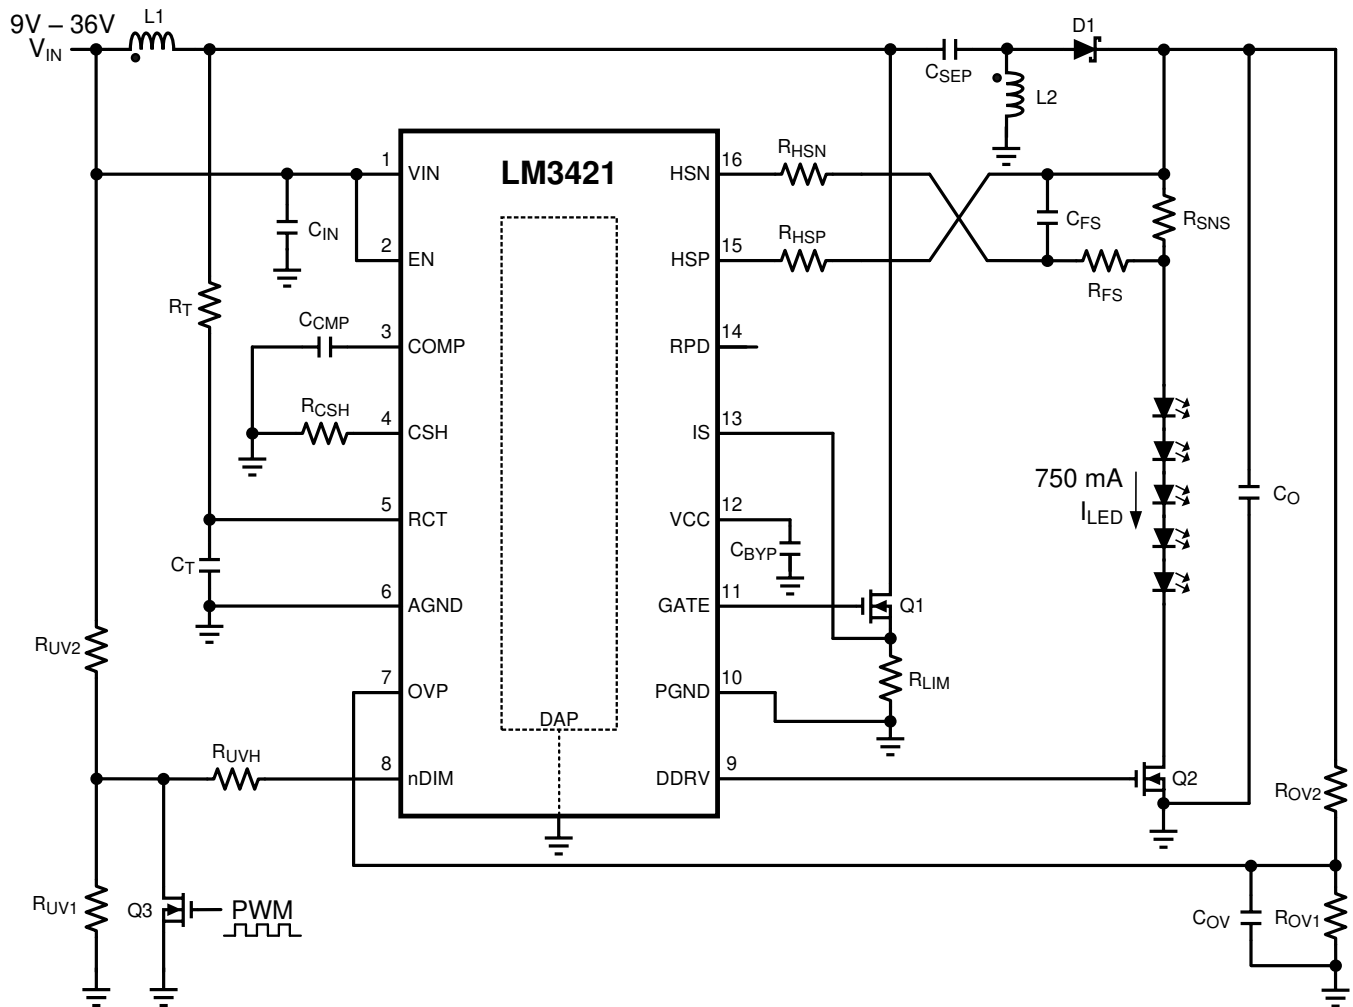 9V – 36V
VIN
L1
D1
CSEP
L2
LM3421
1
VIN
HSN
16
RHSN
CIN
CFS
RSNS
2
EN
HSP
15
RHSP
RFS
RT
CCMP
3
COMP
RPD
14
RCSH
4
CSH
IS
13
750 mA
ILED
CO
5
RCT
VCC
12
CBYP
CT
6
AGND
GATE
11
Q1
RUV2
7
OVP
PGND
10
RLIM
DAP
RUVH
8
nDIM
DDRV
9
Q2
ROV2
RUV1
Q3
PWM
COV
ROV1